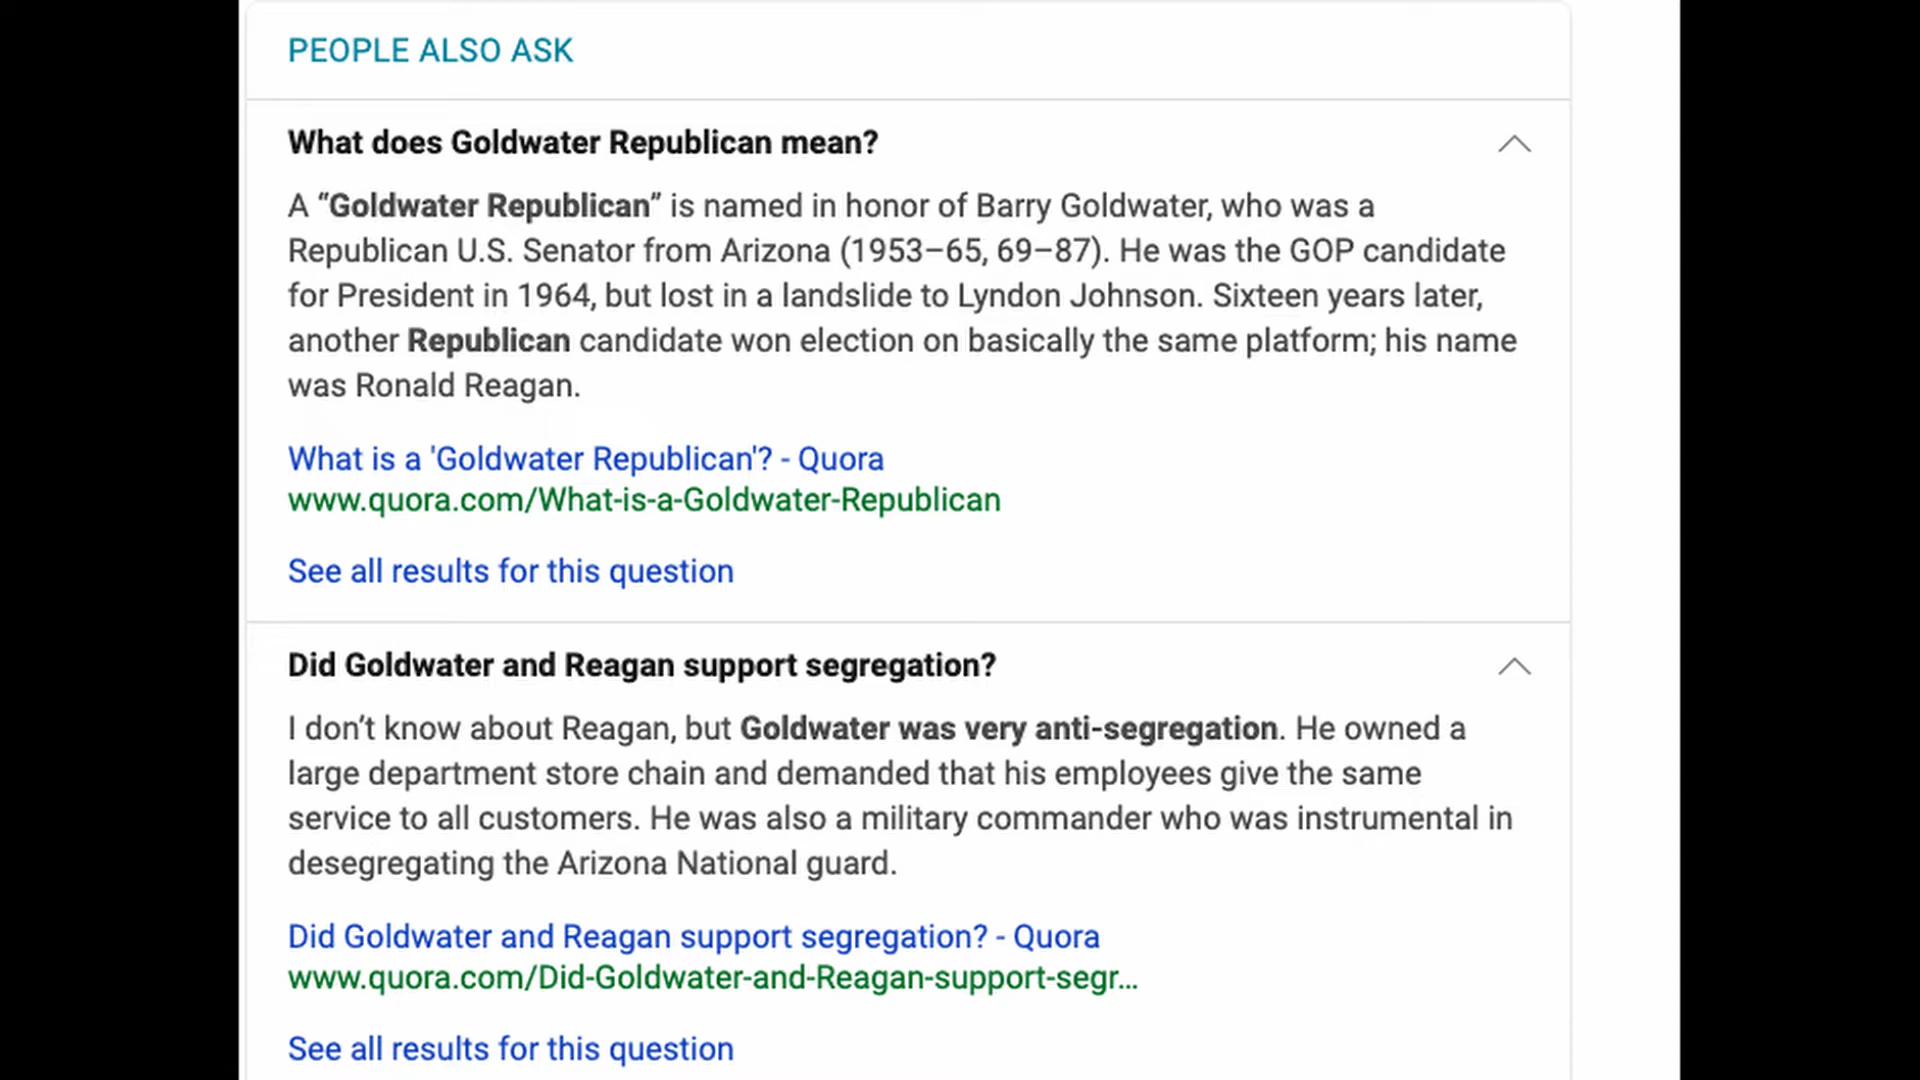 PEOPLE ALSO ASK
What does Goldwater Republican mean?
A “Goldwater Republican” is named in honor of Barry Goldwater, who was a
Republican U.S. Senator from Arizona (1953–65, 69–87). He was the GOP candidate
for President in 1964, but lost in a landslide to Lyndon Johnson. Sixteen years later,
another Republican candidate won election on basically the same platform; his name
was Ronald Reagan.
What is a 'Goldwater Republican'? - Quora
www.quora.com/What-is-a-Goldwater-Republican
See all results for this question
Did Goldwater and Reagan support segregation?
I don’t know about Reagan, but Goldwater was very anti-segregation. He owned a
large department store chain and demanded that his employees give the same
service to all customers. He was also a military commander who was instrumental in
desegregating the Arizona National guard.
Did Goldwater and Reagan support segregation? - Quora
www.quora.com/Did-Goldwater-and-Reagan-support-segr...
See all results for this question